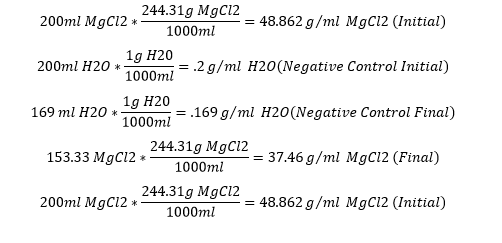 200ml MgCl2 * 244.31g MgCl2 / 1000ml = 48.862 g/ml MgCl2 (Initial)
200ml H2O * 1g H20 / 1000ml = .2 g/ml H2O(Negative Control Initial)
169 ml H2O * 1g H20 / 1000ml = .169 g/ml H2O(Negative Control Final)
153.33 MgCl2 * 244.31g MgCl2 / 1000ml = 37.46 g/ml MgCl2 (Final)
200ml MgCl2 * 244.31g MgCl2 / 1000ml = 48.862 g/ml MgCl2 (Initial)